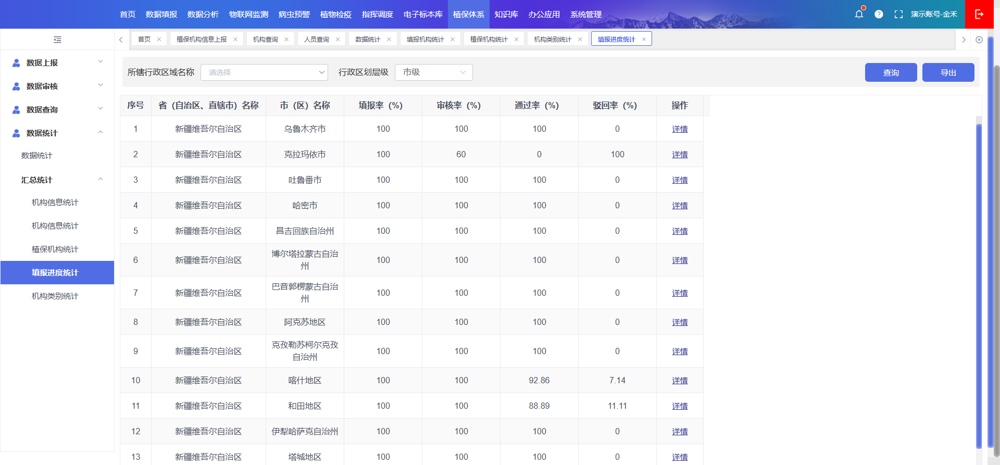 首页 数据填报 数据分析 物联网监测 病虫预警 植物检疫 指挥调度 电子标本库 植保体系 知识库 办公应用 系统管理 演示账号-金禾
首页 植保机构信息上报 机构查询 人员查询 数据统计 填报机构统计 植保机构统计 机构类别统计 填报进度统计
数据上报
数据审核
数据查询
数据统计
数据统计
汇总统计
机构信息统计
机构信息统计
植保机构统计
填报进度统计
机构类别统计
所辖行政区域名称 请选择 行政区划层级 市级 查询 导出
序号 省（自治区、直辖市）名称 市（区）名称 填报率（%） 审核率（%） 通过率（%） 驳回率（%） 操作
1 新疆维吾尔自治区 乌鲁木齐市 100 100 100 0 详情
2 新疆维吾尔自治区 克拉玛依市 100 60 0 100 详情
3 新疆维吾尔自治区 吐鲁番市 100 100 100 0 详情
4 新疆维吾尔自治区 哈密市 100 100 100 0 详情
5 新疆维吾尔自治区 昌吉回族自治州 100 100 100 0 详情
6 新疆维吾尔自治区 博尔塔拉蒙古自治
州 100 100 100 0 详情
7 新疆维吾尔自治区 巴音郭楞蒙古自治
州 100 100 100 0 详情
8 新疆维吾尔自治区 阿克苏地区 100 100 100 0 详情
9 新疆维吾尔自治区 克孜勒苏柯尔克孜
自治州 100 100 100 0 详情
10 新疆维吾尔自治区 喀什地区 100 100 92.86 7.14 详情
11 新疆维吾尔自治区 和田地区 100 100 88.89 11.11 详情
12 新疆维吾尔自治区 伊犁哈萨克自治州 100 100 100 0 详情
13 新疆维吾尔自治区 塔城地区 100 100 100 0 详情